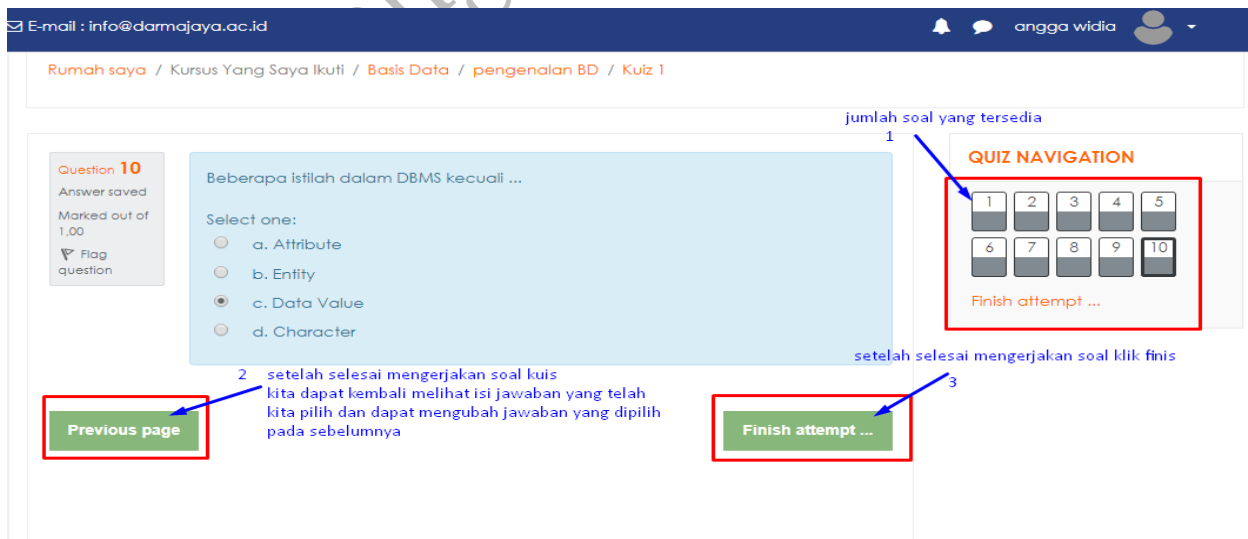 E-mail : info@darmajaya.ac.id
angga widia
Rumah saya / Kursus Yang Saya Ikuti / Basis Data / pengenalan BD / Kuiz 1
jumlah soal yang tersedia
1
Question 10
Answer saved
Marked out of
1,00
Flag
question
Beberapa istilah dalam DBMS kecuali ...
Select one:
a. Attribute
b. Entity
c. Data Value
d. Character
QUIZ NAVIGATION
1 2 3 4 5
6 7 8 9 10
Finish attempt ...
setelah selesai mengerjakan soal klik finis
3
2 setelah selesai mengerjakan soal kuis
kita dapat kembali melihat isi jawaban yang telah
kita pilih dan dapat mengubah jawaban yang dipilih
pada sebelumnya
Previous page
Finish attempt ...